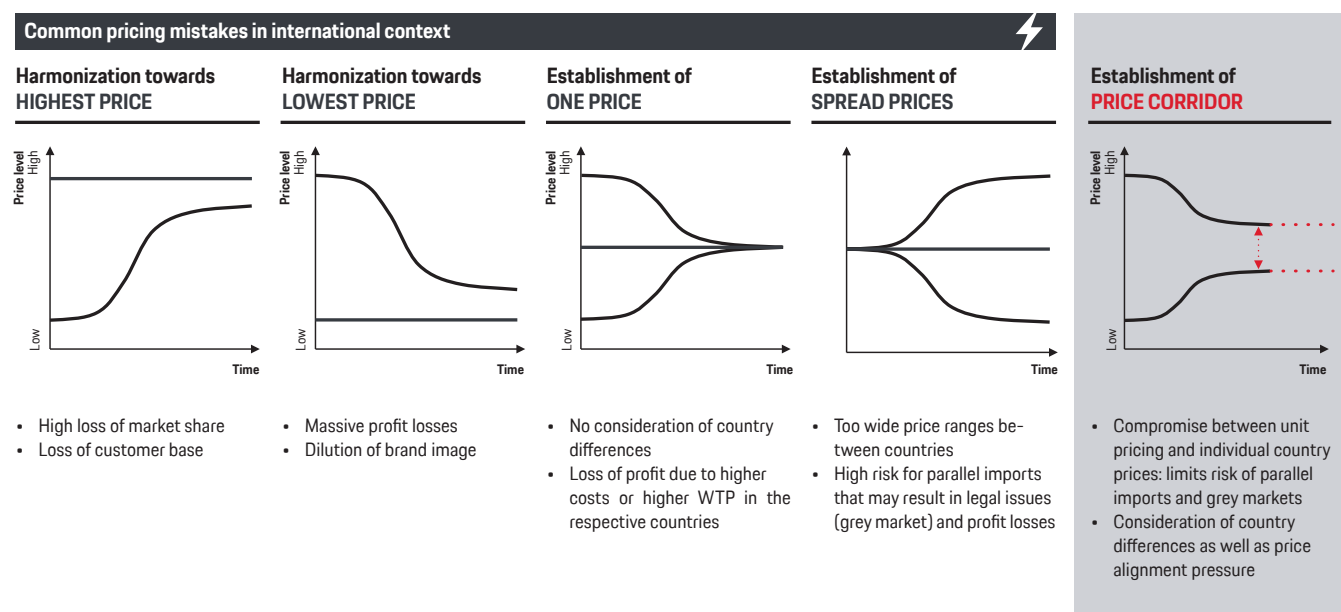 Common pricing mistakes in international context
Harmonization towards
HIGHEST PRICE
Price level
High
Low
Time
• High loss of market share
• Loss of customer base
Harmonization towards
LOWEST PRICE
Price level
High
Low
Time
• Massive profit losses
• Dilution of brand image
Establishment of
ONE PRICE
Price level
High
Low
Time
• No consideration of country
differences
• Loss of profit due to higher
costs or higher WTP in the
respective countries
Establishment of
SPREAD PRICES
Time
• Too wide price ranges be-
tween countries
• High risk for parallel imports
that may result in legal issues
(grey market) and profit losses
Establishment of
PRICE CORRIDOR
Price level
High
Low
Time
• Compromise between unit
pricing and individual country
prices: limits risk of parallel
imports and grey markets
• Consideration of country
differences as well as price
alignment pressure